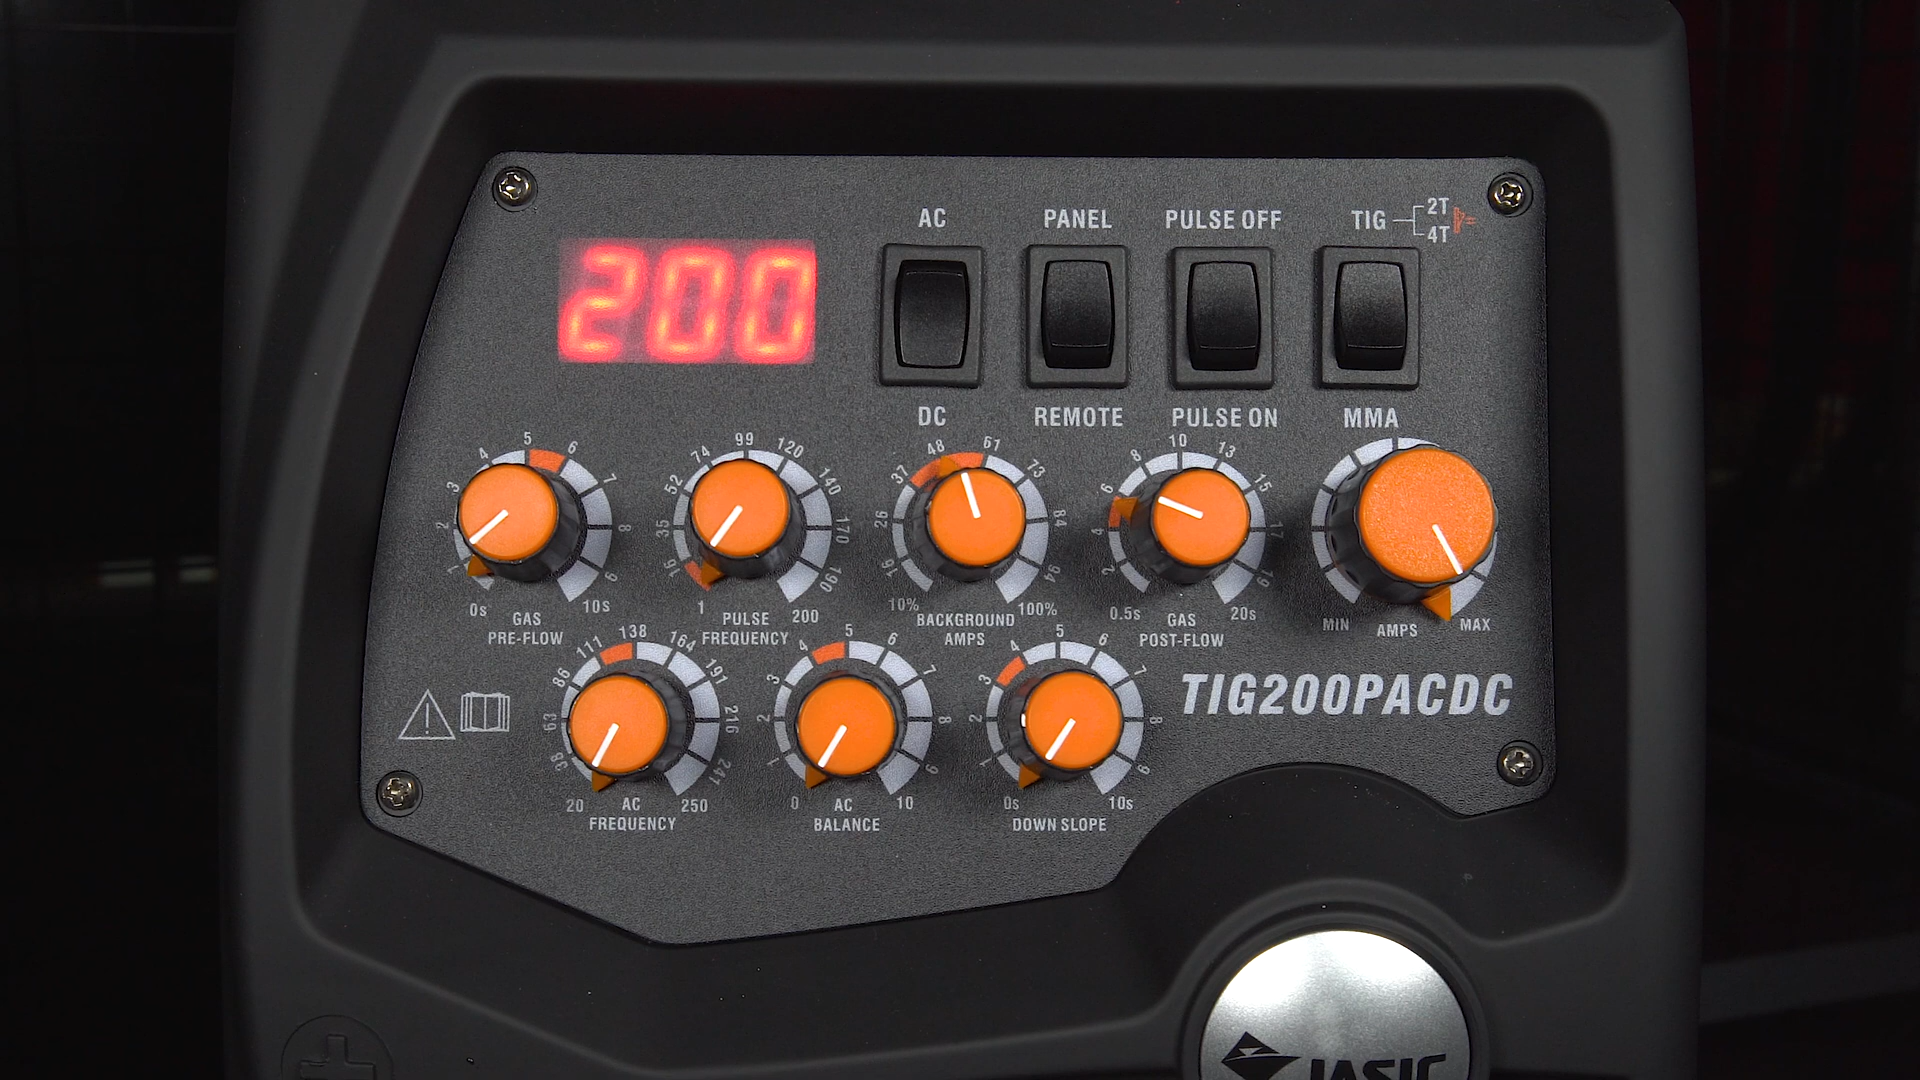 AC
PANEL
PULSE OFF
TIG
2T
4T
200
DC
REMOTE
PULSE ON
MMA
0s 1 2 3 4 5 6 7 8 9 10s
GAS
PRE-FLOW
1 16 35 52 74 99 120 140 170 190 200
PULSE
FREQUENCY
10% 16 26 37 48 61 73 84 94 100%
BACKGROUND
AMPS
0.5s 2 4 6 8 10 13 15 17 19 20s
GAS
POST-FLOW
MIN AMPS MAX
20 38 63 86 111 138 164 191 216 241 250
AC
FREQUENCY
0 1 2 3 4 5 6 7 8 9 10
AC
BALANCE
0s 1 2 3 4 5 6 7 8 9 10s
DOWN SLOPE
TIG200PACDC
JASIC